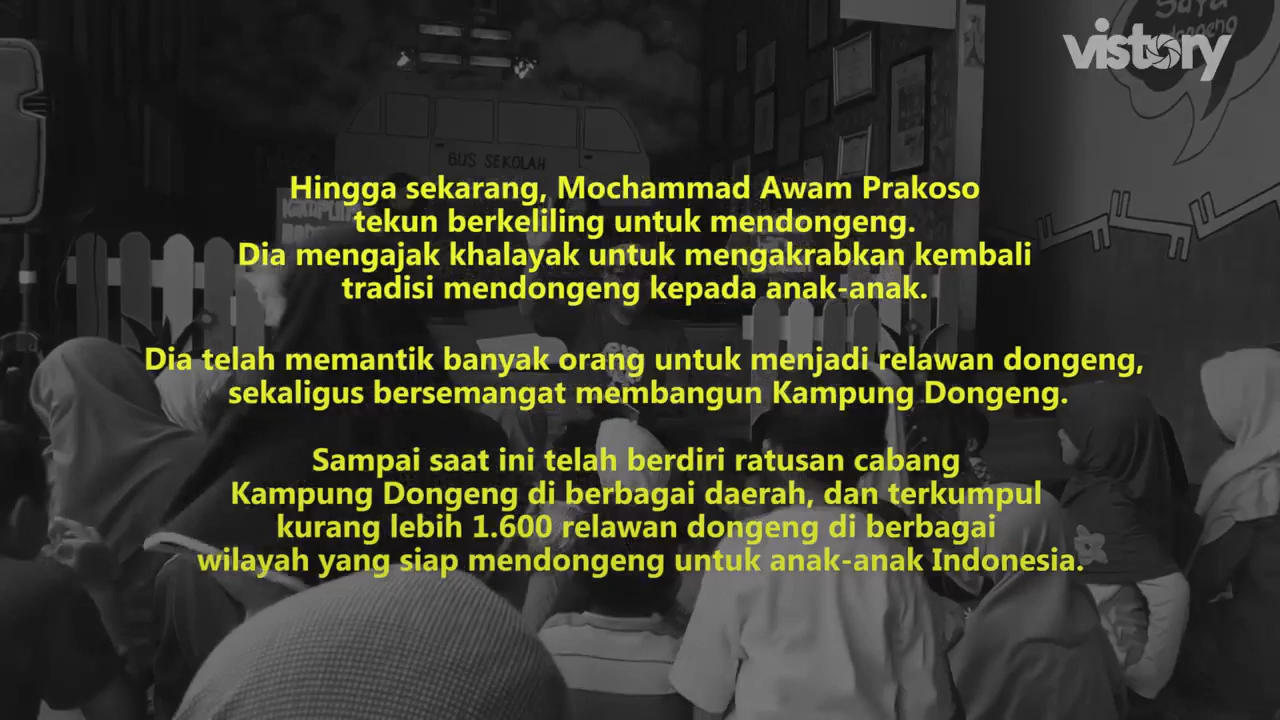 vistory
BUS SEKOLAH
Hingga sekarang, Mochammad Awam Prakoso
tekun berkeliling untuk mendongeng.
Dia mengajak khalayak untuk mengakrabkan kembali
tradisi mendongeng kepada anak-anak.
Dia telah memantik banyak orang untuk menjadi relawan dongeng,
sekaligus bersemangat membangun Kampung Dongeng.
Sampai saat ini telah berdiri ratusan cabang
Kampung Dongeng di berbagai daerah, dan terkumpul
kurang lebih 1.600 relawan dongeng di berbagai
wilayah yang siap mendongeng untuk anak-anak Indonesia.